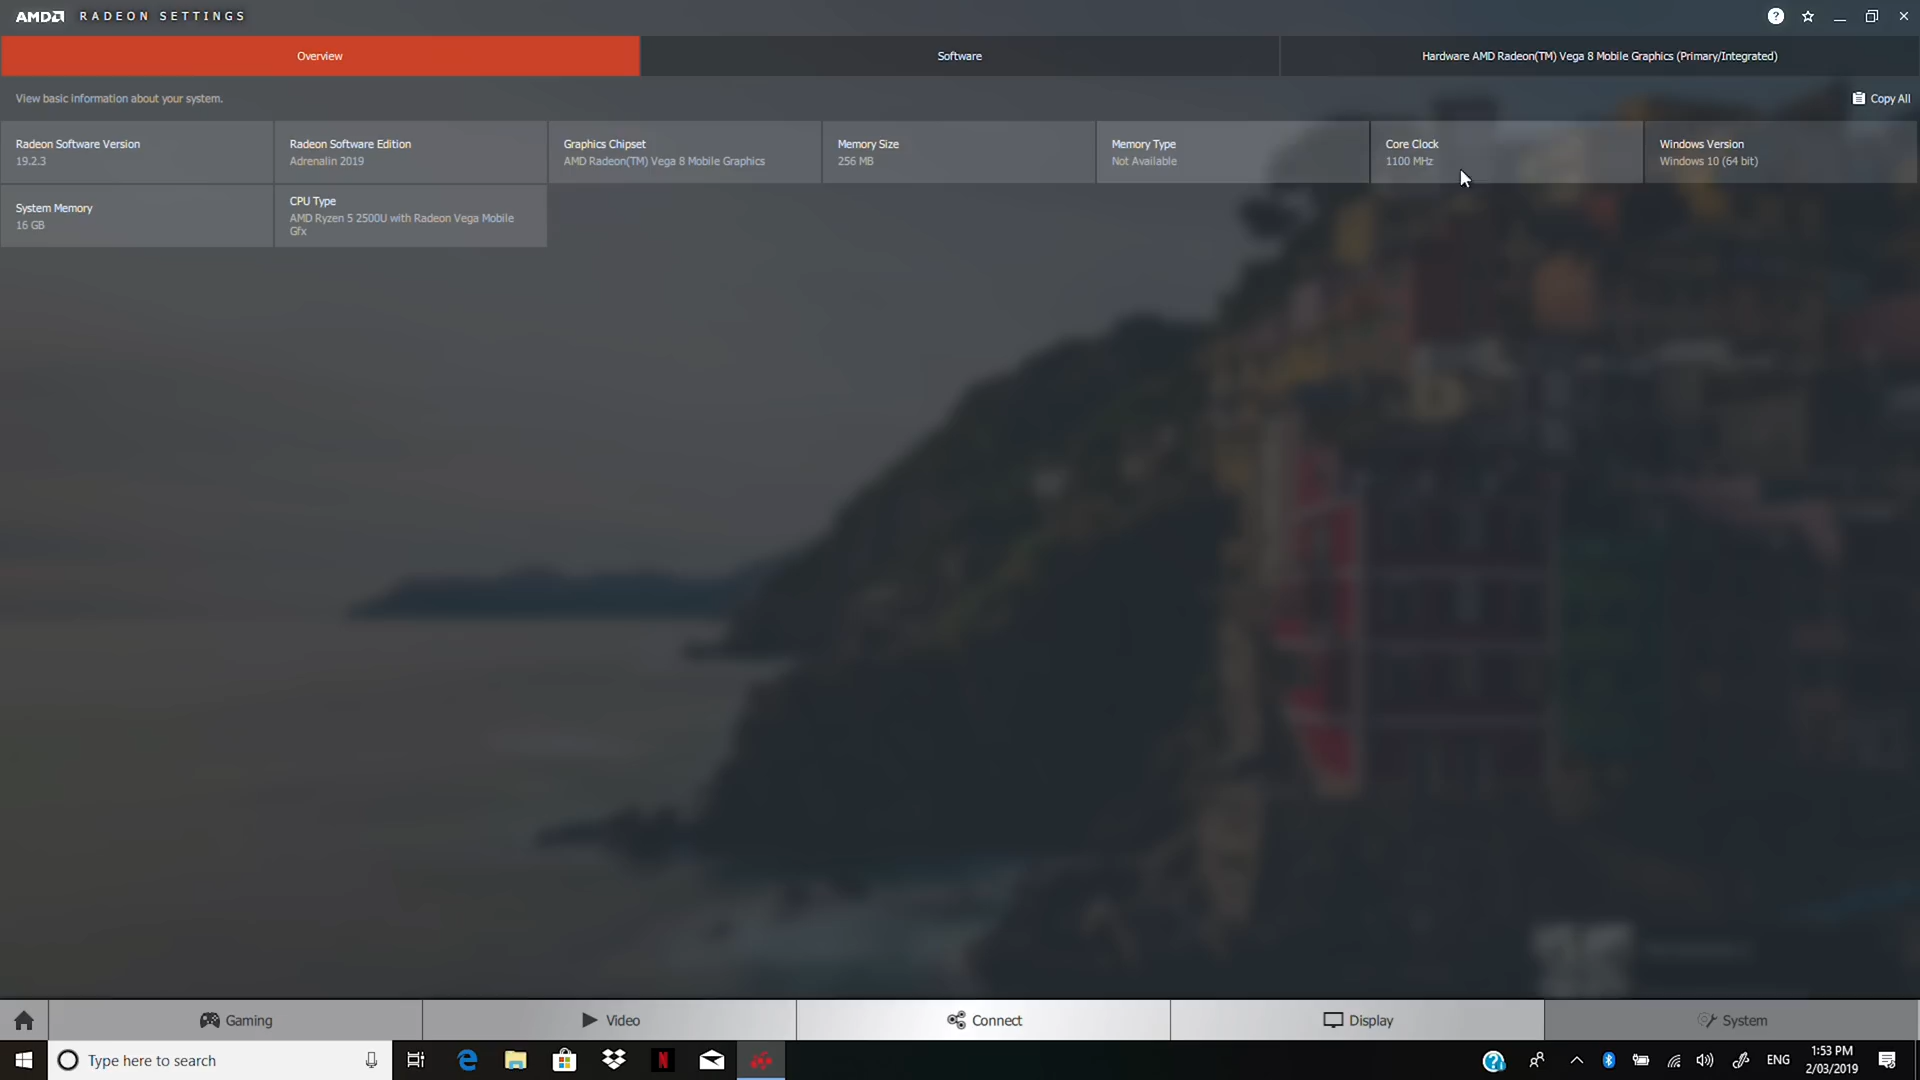 AMD RADEON SETTINGS
Overview
Software
Hardware AMD Radeon(TM) Vega 8 Mobile Graphics (Primary/Integrated)
View basic information about your system.
Copy All
Radeon Software Version
19.2.3
Radeon Software Edition
Adrenalin 2019
Graphics Chipset
AMD Radeon(TM) Vega 8 Mobile Graphics
Memory Size
256 MB
Memory Type
Not Available
Core Clock
1100 MHz
Windows Version
Windows 10 (64 bit)
System Memory
16 GB
CPU Type
AMD Ryzen 5 2500U with Radeon Vega Mobile
Gfx
Gaming
Video
Connect
Display
System
Type here to search
N
ENG
1:53 PM
2/03/2019